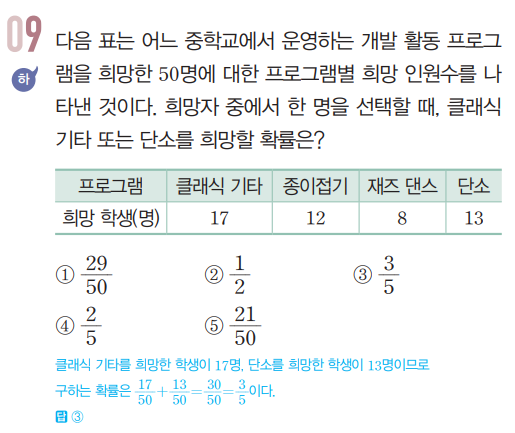 09
하
다음 표는 어느 중학교에서 운영하는 개발 활동 프로그
램을 희망한 50명에 대한 프로그램별 희망 인원수를 나
타낸 것이다. 희망자 중에서 한 명을 선택할 때, 클래식
기타 또는 단소를 희망할 확률은?
프로그램 클래식 기타 종이접기 재즈 댄스 단소
희망 학생(명) 17 12 8 13
① 29/50 ② 1/2 ③ 3/5
④ 2/5 ⑤ 21/50
클래식 기타를 희망한 학생이 17명, 단소를 희망한 학생이 13명이므로
구하는 확률은 17/50+13/50=30/50=3/5이다.
답 ③